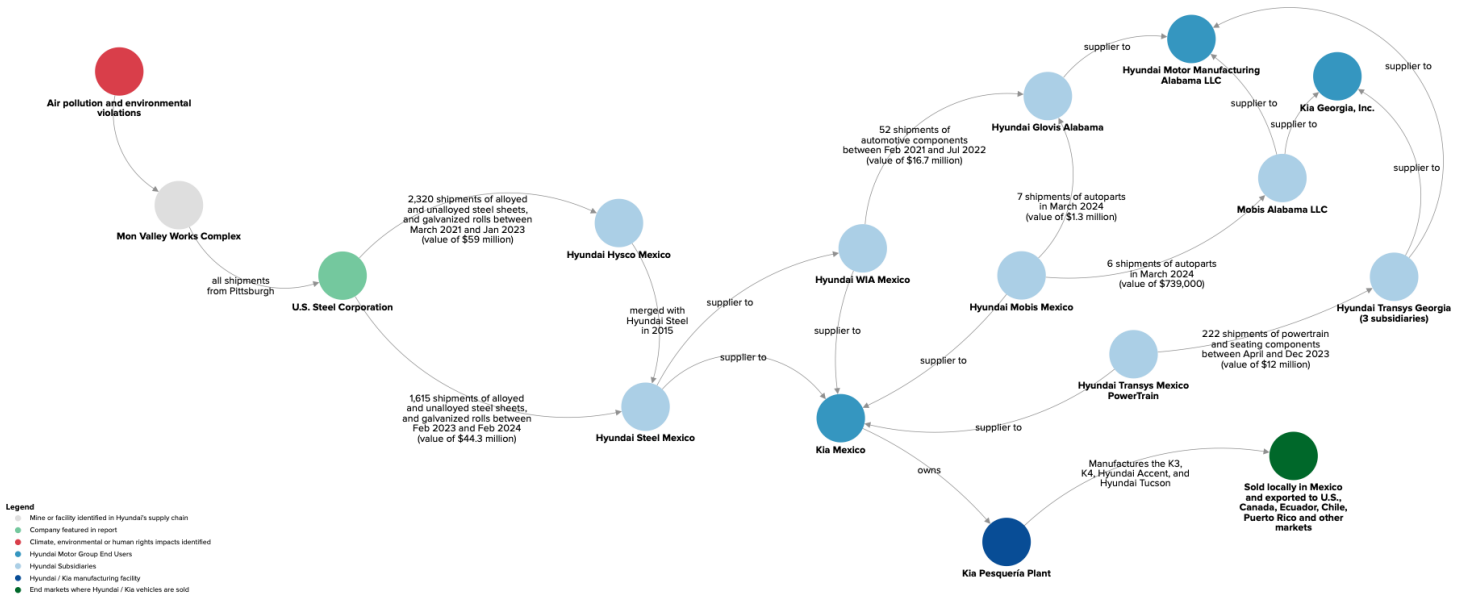 Air pollution and environmental
violations
Mon Valley Works Complex
all shipments
from Pittsburgh
U.S. Steel Corporation
2,320 shipments of alloyed
and unalloyed steel sheets,
and galvanized rolls between
March 2021 and Jan 2023
(value of $59 million)
Hyundai Hysco Mexico
merged with
Hyundai Steel
in 2015
1,615 shipments of alloyed
and unalloyed steel sheets,
and galvanized rolls between
Feb 2023 and Feb 2024
(value of $44.3 million)
Hyundai Steel Mexico
supplier to
supplier to
52 shipments of
automotive components
between Feb 2021 and Jul 2022
(value of $16.7 million)
Hyundai WIA Mexico
supplier to
Kia Mexico
Hyundai Glovis Alabama
supplier to
Hyundai Motor Manufacturing
Alabama LLC
7 shipments of autoparts
in March 2024
(value of $1.3 million)
Hyundai Mobis Mexico
supplier to
6 shipments of autoparts
in March 2024
(value of $739,000)
Mobis Alabama LLC
supplier to
supplier to
Kia Georgia, Inc.
supplier to
supplier to
Hyundai Transys Georgia
(3 subsidiaries)
222 shipments of powertrain
and seating components
between April and Dec 2023
(value of $12 million)
Hyundai Transys Mexico
PowerTrain
supplier to
owns
Kia Pesquería Plant
Manufactures the K3,
K4, Hyundai Accent, and
Hyundai Tucson
Sold locally in Mexico
and exported to U.S.,
Canada, Ecuador, Chile,
Puerto Rico and other
markets
Legend
Mine or facility identified in Hyundai's supply chain
Company featured in report
Climate, environmental or human rights impacts identified
Hyundai Motor Group End Users
Hyundai Subsidiaries
Hyundai / Kia manufacturing facility
End markets where Hyundai / Kia vehicles are sold